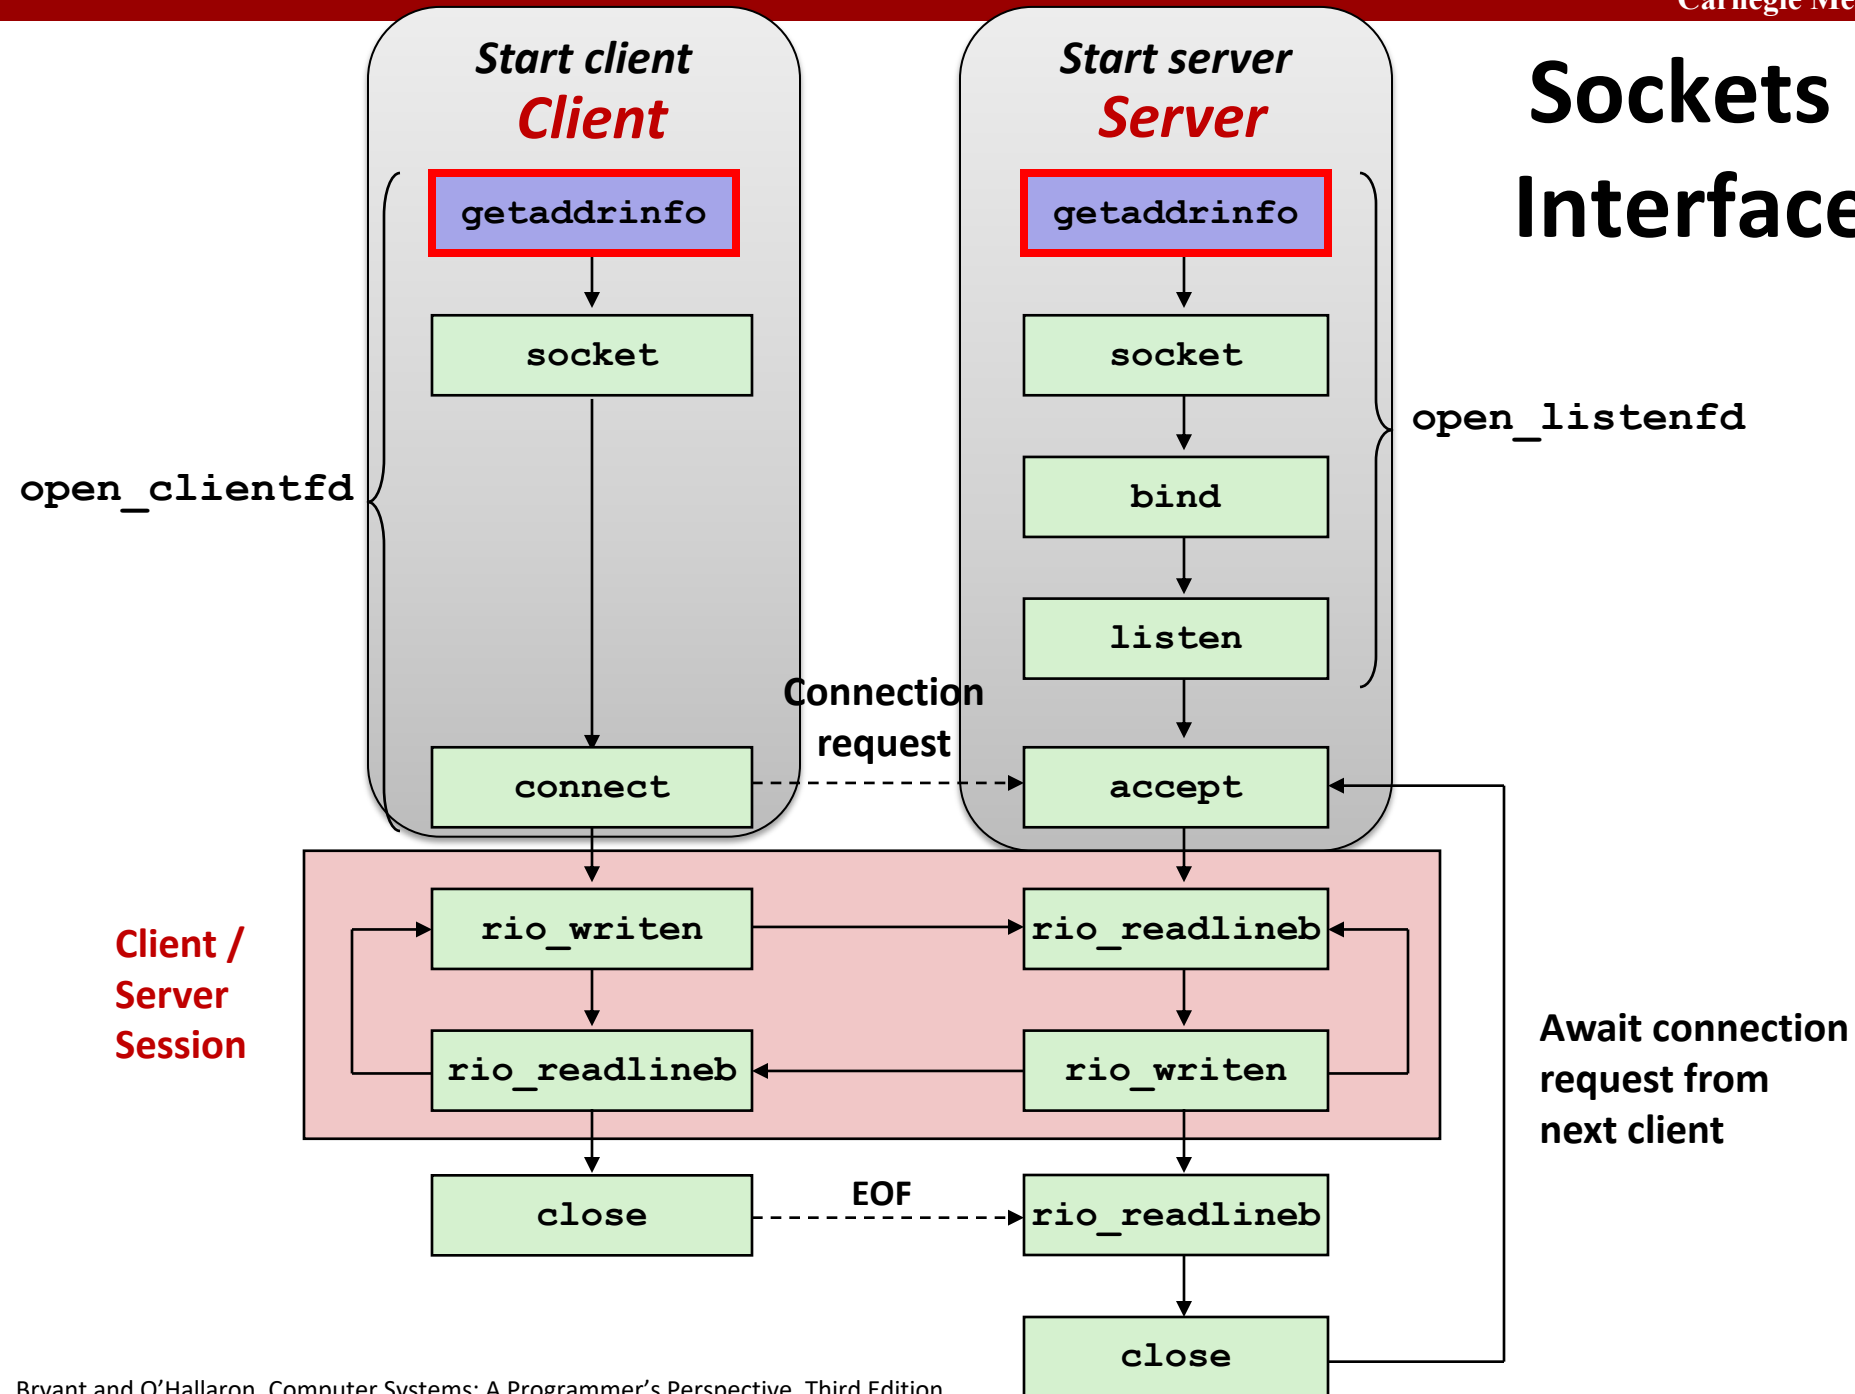 Sockets
Interface
Start client
Client
Start server
Server
getaddrinfo
getaddrinfo
socket
socket
open_listenfd
open_clientfd
bind
listen
Connection
request
connect
accept
Client /
Server
Session
rio_writen
rio_readlineb
rio_readlineb
rio_writen
Await connection
request from
next client
close
EOF
rio_readlineb
close
Bryant and O'Hallaron, Computer Systems: A Programmer's Perspective, Third Edition